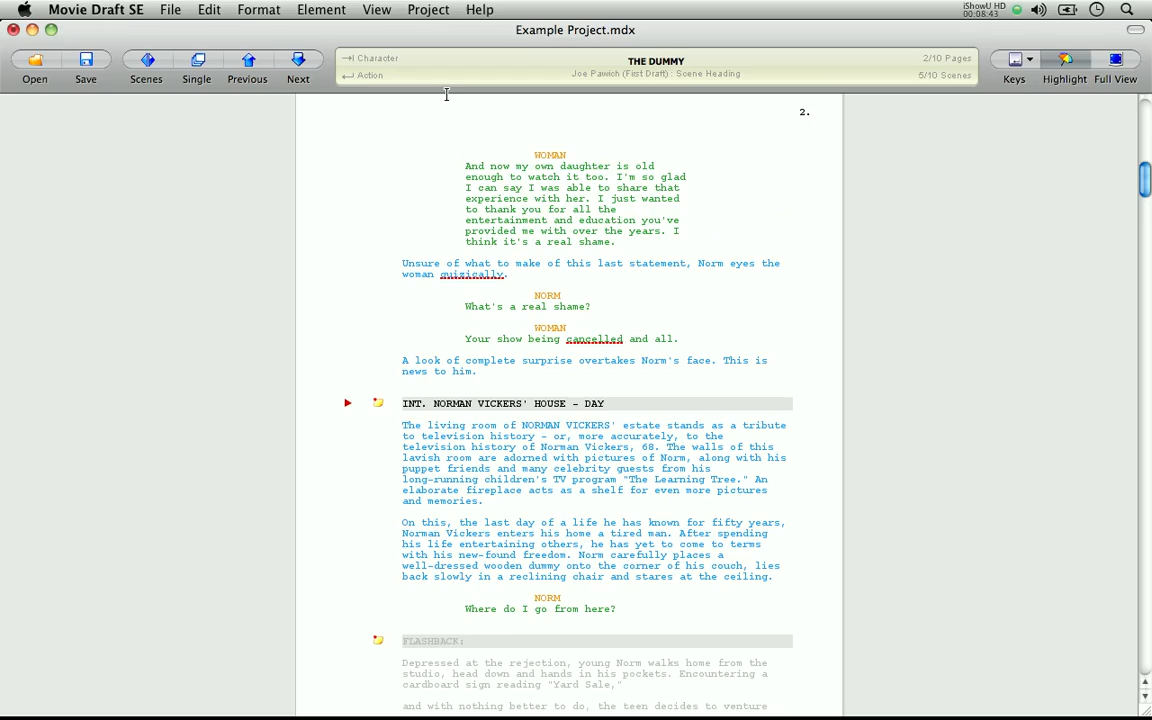 Movie Draft SE File Edit Format Element View Project Help
iShowU HD
00:08:43
Example Project.mdx
Open Save Scenes Single Previous Next
Character
Action
THE DUMMY
Joe Pawich (First Draft) : Scene Heading
2/10 Pages
6/10 Scenes
Keys Highlight Full View
2.
WOMAN
And now my own daughter is old
enough to watch it too. I'm so glad
I can say I was able to share that
experience with her. I just wanted
to thank you for all the
entertainment and education you've
provided me with over the years. I
think it's a real shame.
Unsure of what to make of this last statement, Norm eyes the
woman quizically.
NORM
What's a real shame?
WOMAN
Your show being cancelled and all.
A look of complete surprise overtakes Norm's face. This is
news to him.
INT. NORMAN VICKERS' HOUSE - DAY
The living room of NORMAN VICKERS' estate stands as a tribute
to television history - or, more accurately, to the
television history of Norman Vickers, 68. The walls of this
lavish room are adorned with pictures of Norm, along with his
puppet friends and many celebrity guests from his
long-running children's TV program "The Learning Tree." An
elaborate fireplace acts as a shelf for even more pictures
and memories.
On this, the last day of a life he has known for fifty years,
Norman Vickers enters his home a tired man. After spending
his life entertaining others, he has yet to come to terms
with his new-found freedom. Norm carefully places a
well-dressed wooden dummy onto the corner of his couch, lies
back slowly in a reclining chair and stares at the ceiling.
NORM
Where do I go from here?
FLASHBACK:
Depressed at the rejection, young Norm walks home from the
studio, head down and hands in his pockets. Encountering a
cardboard sign reading "Yard Sale,"
and with nothing better to do, the teen decides to venture